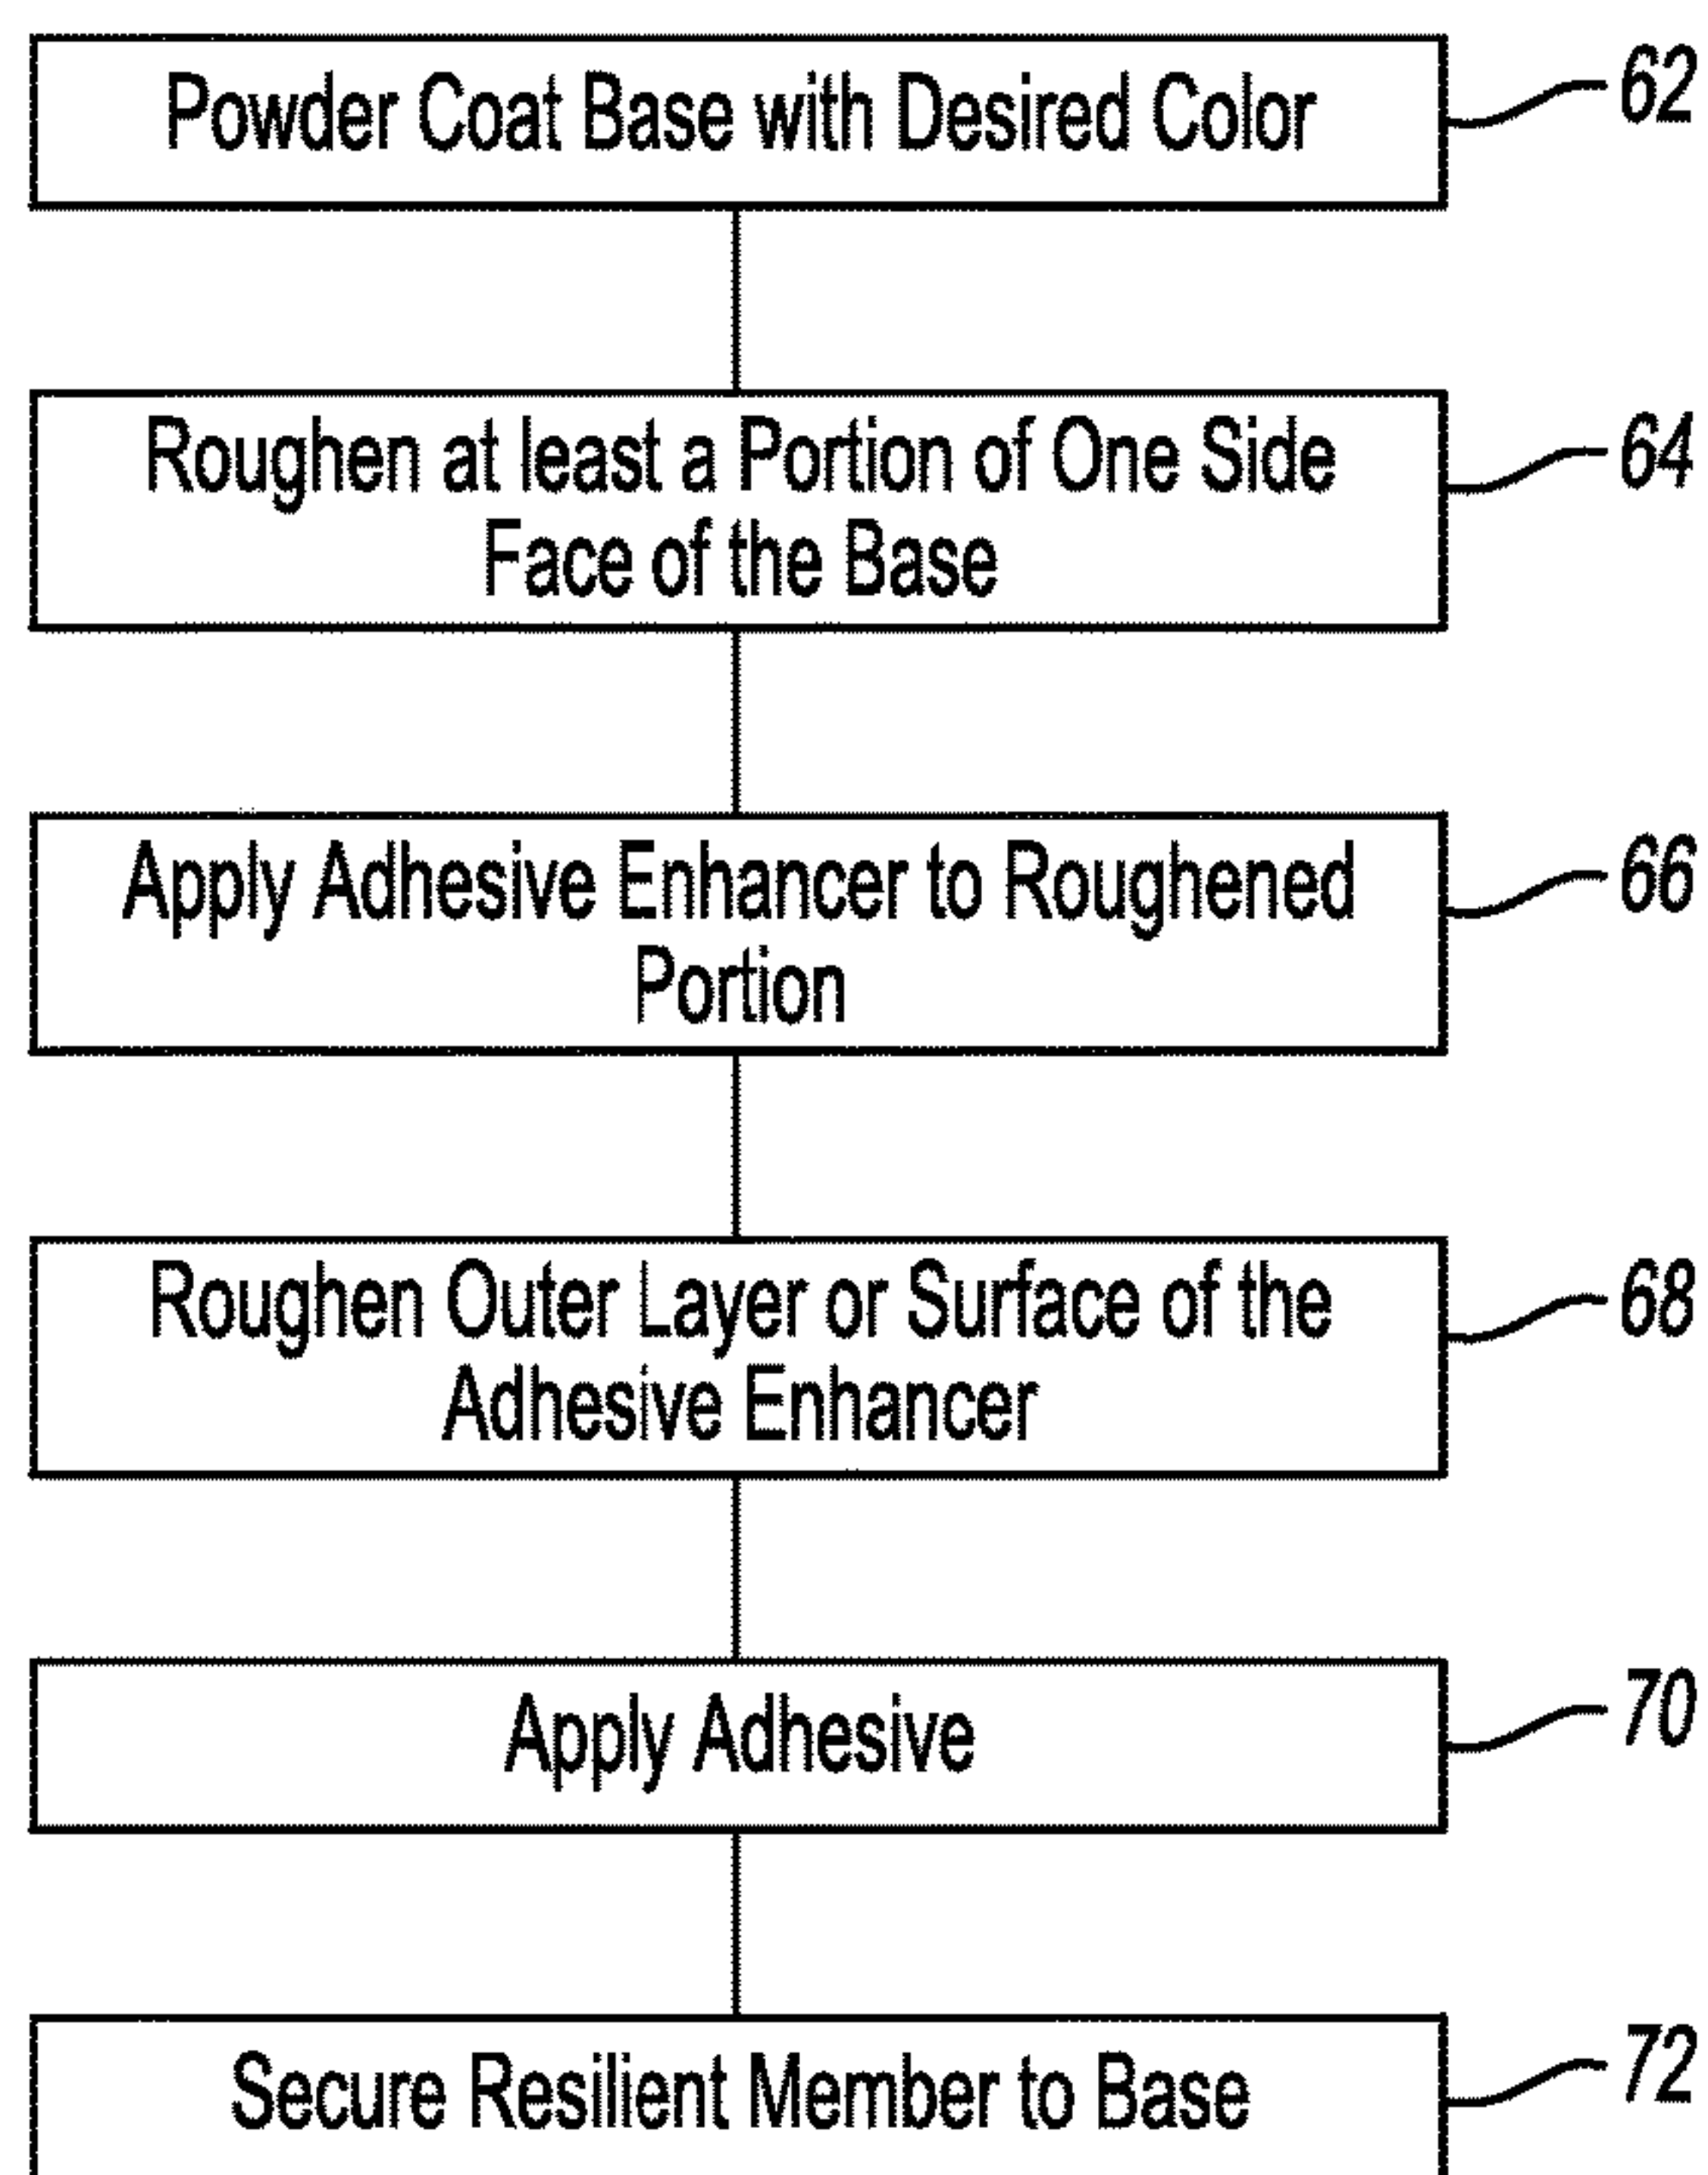 Powder Coat Base with Desired Color
62
Roughen at least a Portion of One Side
Face of the Base
64
Apply Adhesive Enhancer to Roughened
Portion
66
Roughen Outer Layer or Surface of the
Adhesive Enhancer
68
Apply Adhesive
70
Secure Resilient Member to Base
72